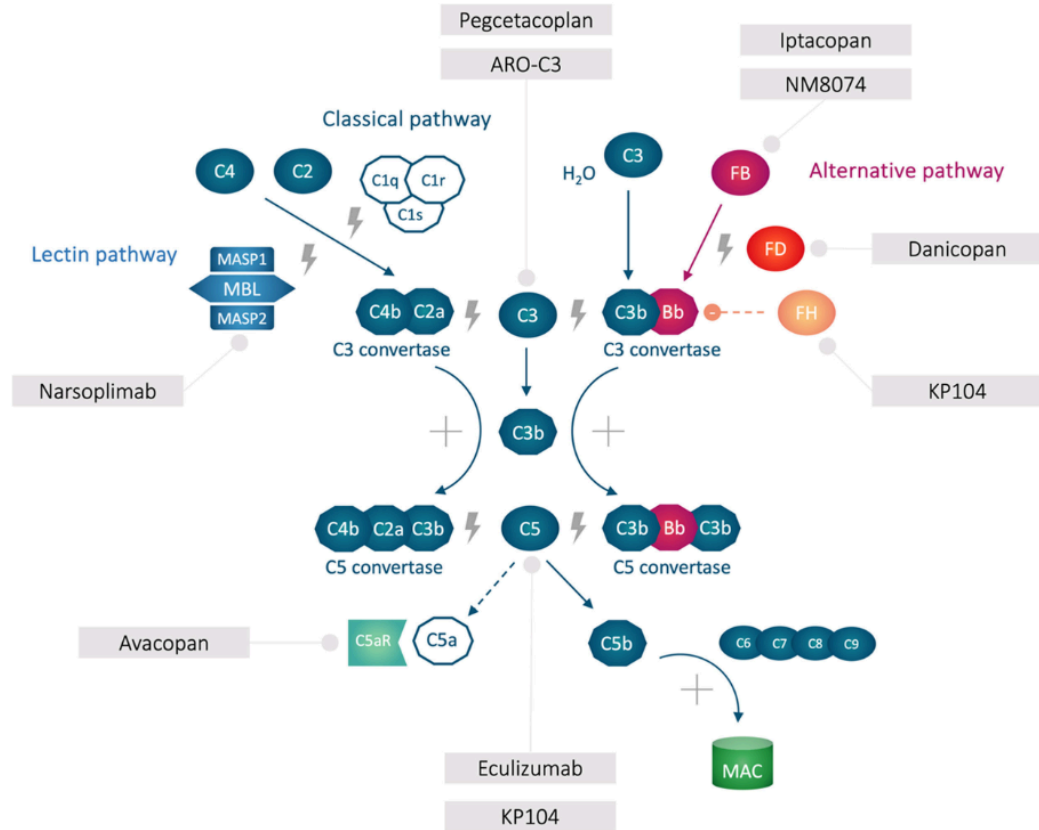 Pegcetacoplan
ARO-C3
Iptacopan
NM8074
Classical pathway
C4
C2
C1q
C1r
C1s
H₂O
C3
FB
Alternative pathway
Lectin pathway
MASP1
MBL
MASP2
FD
Danicopan
C4b
C2a
C3
C3b
Bb
-
FH
C3 convertase
C3 convertase
Narsoplimab
KP104
C3b
C4b
C2a
C3b
C5
C3b
Bb
C3b
C5 convertase
C5 convertase
Avacopan
C5aR
C5a
C5b
C6
C7
C8
C9
MAC
Eculizumab
KP104